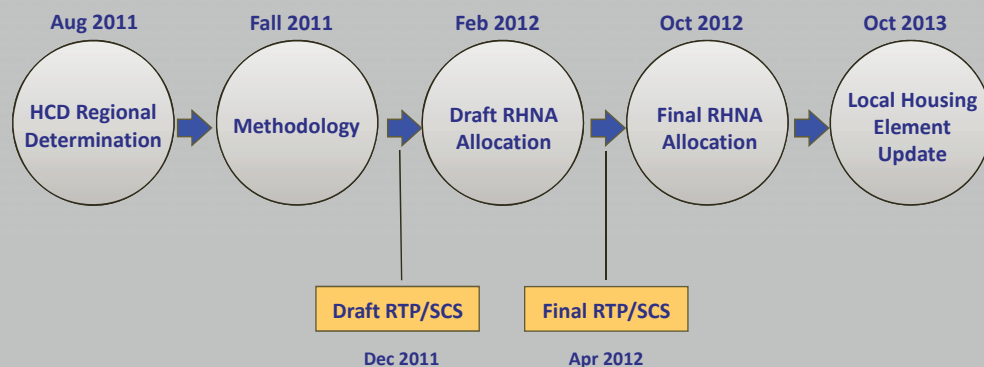 Aug 2011
Fall 2011
Feb 2012
Oct 2012
Oct 2013
HCD Regional
Determination
Methodology
Draft RHNA
Allocation
Final RHNA
Allocation
Local Housing
Element
Update
Draft RTP/SCS
Final RTP/SCS
Dec 2011
Apr 2012